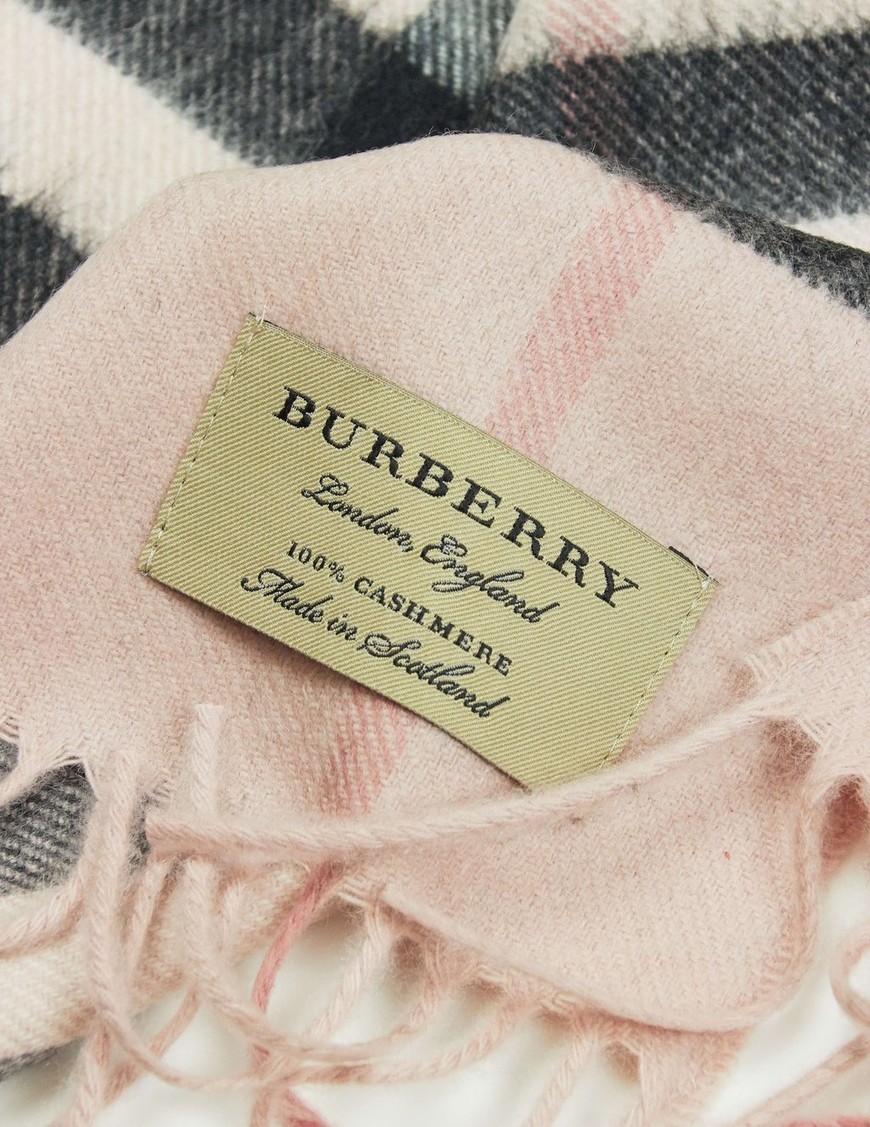 BURBERRY
London, England
100% CASHMERE
Made in Scotland